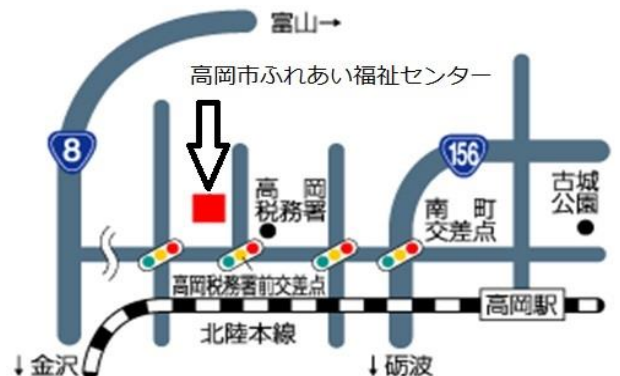 富山→
高岡市ふれあい福祉センター
8
156
高岡
税務署
古城
公園
南町
交差点
高岡税務署前交差点
高岡駅
北陸本線
↓金沢
↓砺波